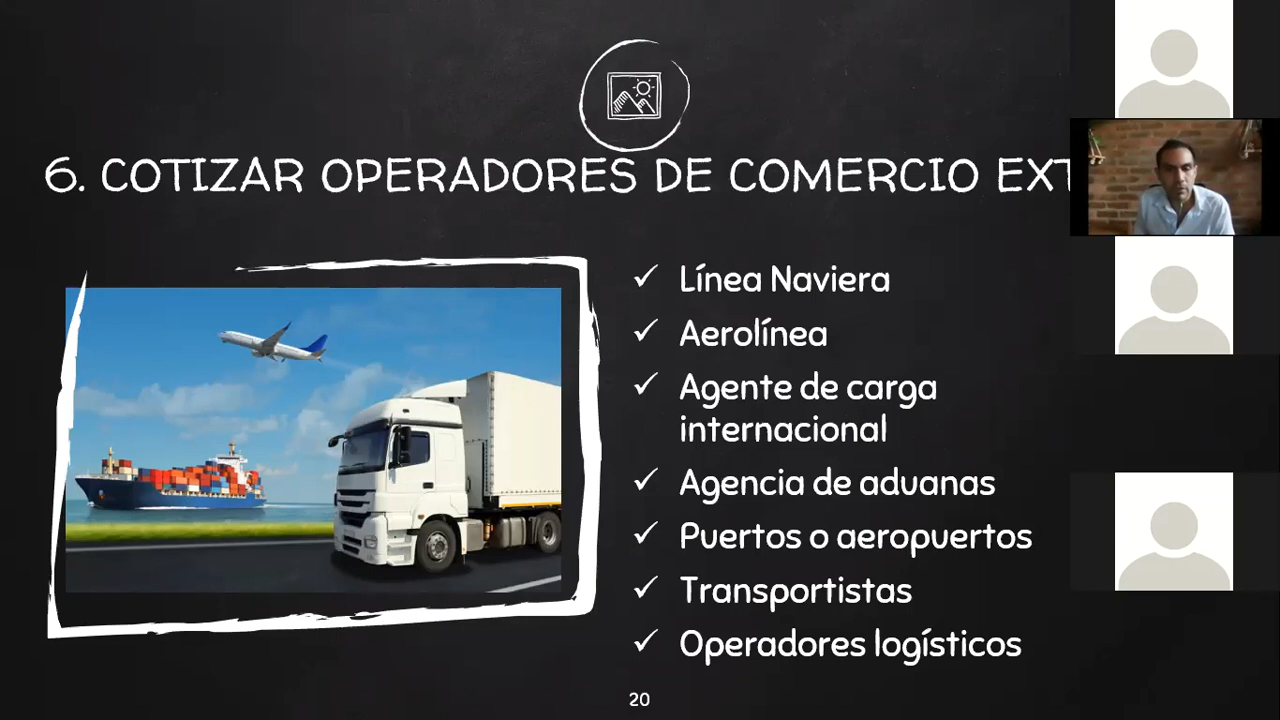 6. COTIZAR OPERADORES DE COMERCIO EXT
✓ Línea Naviera
✓ Aerolínea
✓ Agente de carga
internacional
✓ Agencia de aduanas
✓ Puertos o aeropuertos
✓ Transportistas
✓ Operadores logísticos
20